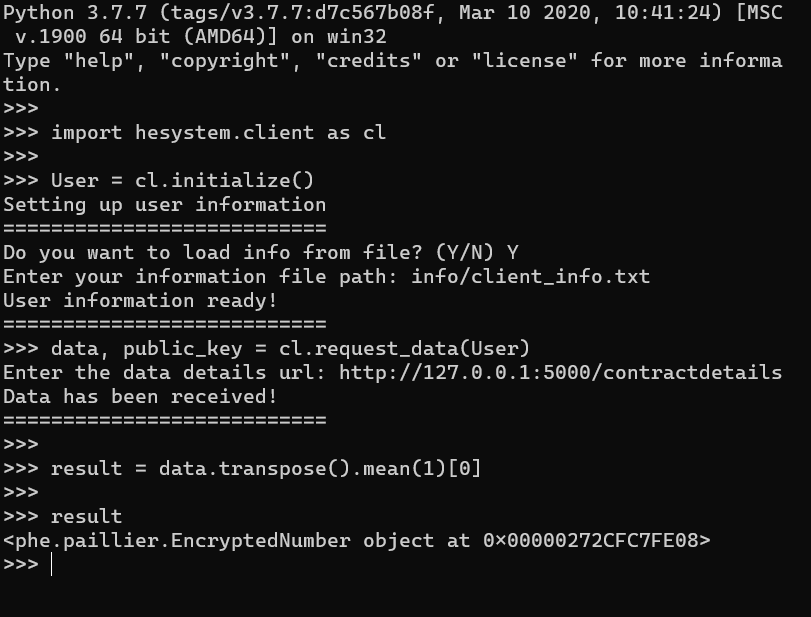 Python 3.7.7 (tags/v3.7.7:d7c567b08f, Mar 10 2020, 10:41:24) [MSC
 v.1900 64 bit (AMD64)] on win32
Type "help", "copyright", "credits" or "license" for more informa
tion.
>>>
>>> import hesystem.client as cl
>>>
>>> User = cl.initialize()
Setting up user information
===========================
Do you want to load info from file? (Y/N) Y
Enter your information file path: info/client_info.txt
User information ready!
===========================
>>> data, public_key = cl.request_data(User)
Enter the data details url: http://127.0.0.1:5000/contractdetails
Data has been received!
===========================
>>>
>>> result = data.transpose().mean(1)[0]
>>>
>>> result
<phe.paillier.EncryptedNumber object at 0x00000272CFC7FE08>
>>>